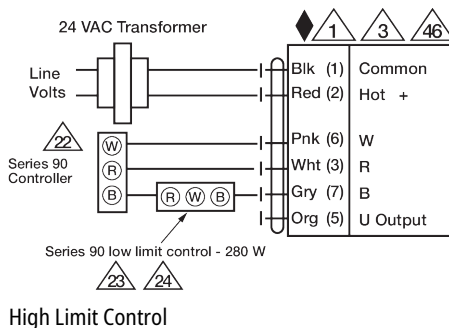 24 VAC Transformer
1
3
46
Line
Volts
Blk (1) Common
Red (2) Hot +
22
Series 90
Controller
W
R
B
R W B
Pnk (6) W
Wht (3) R
Gry (7) B
Org (5) U Output
Series 90 low limit control - 280 W
23
24
High Limit Control